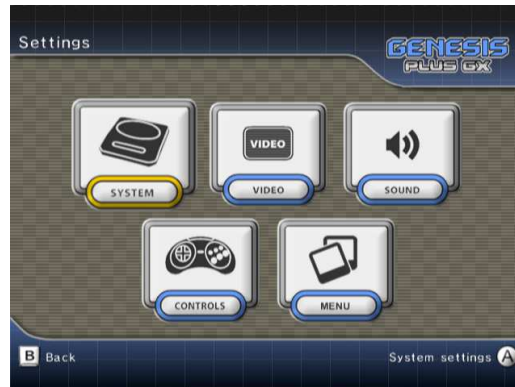 Settings
GENESIS
PLUS GX
VIDEO
SYSTEM
VIDEO
SOUND
CONTROLS
MENU
B Back
System settings A